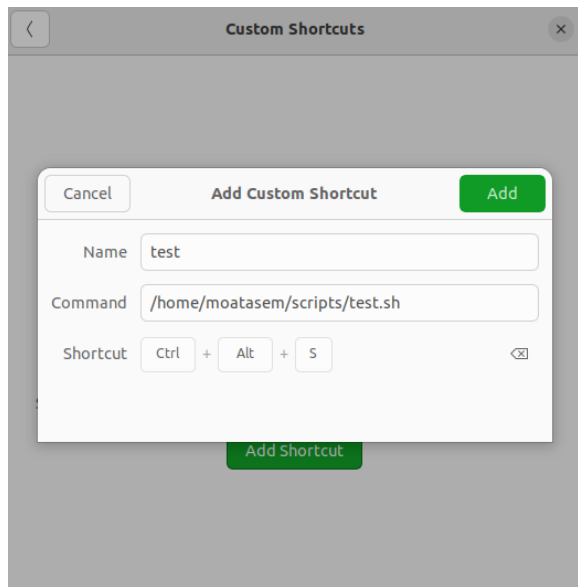 Custom Shortcuts
Cancel Add Custom Shortcut Add
Name test
Command /home/moatasem/scripts/test.sh
Shortcut Ctrl + Alt + S
Add Shortcut